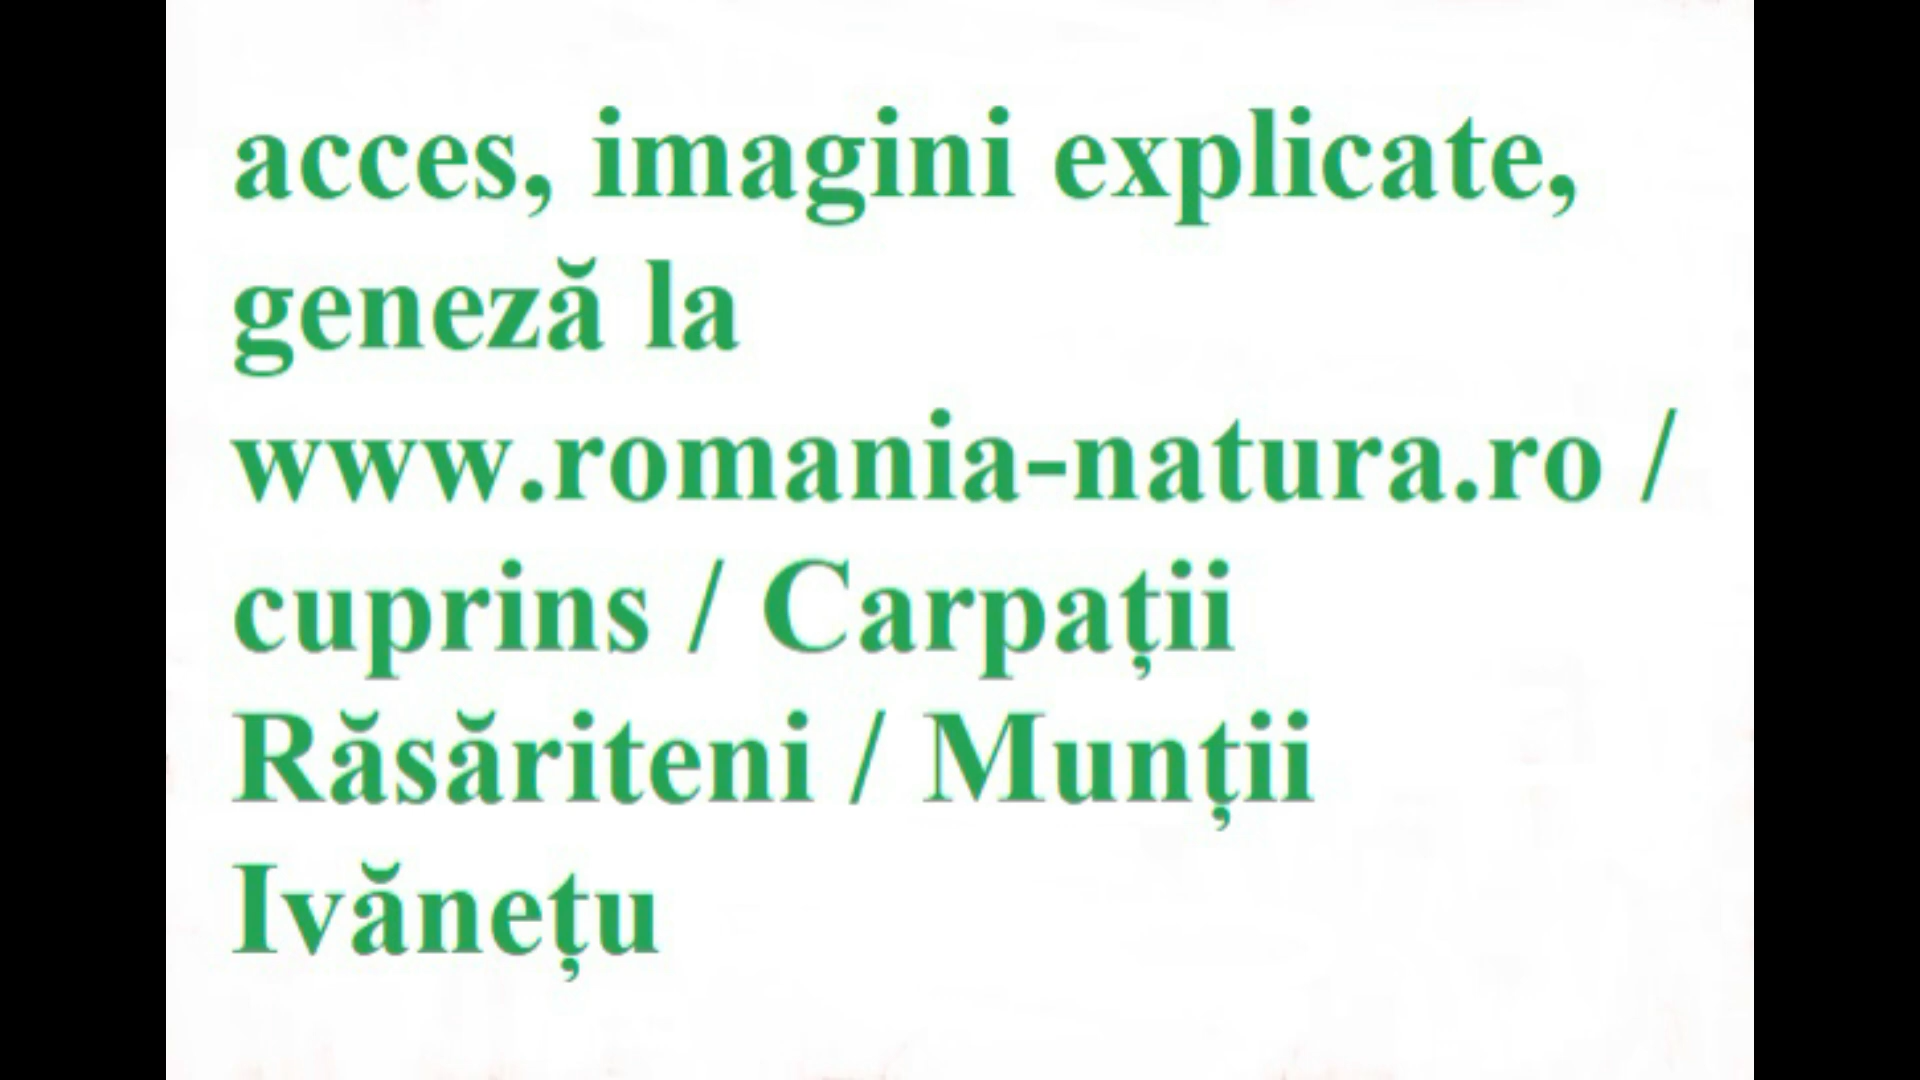 acces, imagini explicate,
geneză la
www.romania-natura.ro /
cuprins / Carpații
Răsăriteni / Munții
Ivănețu